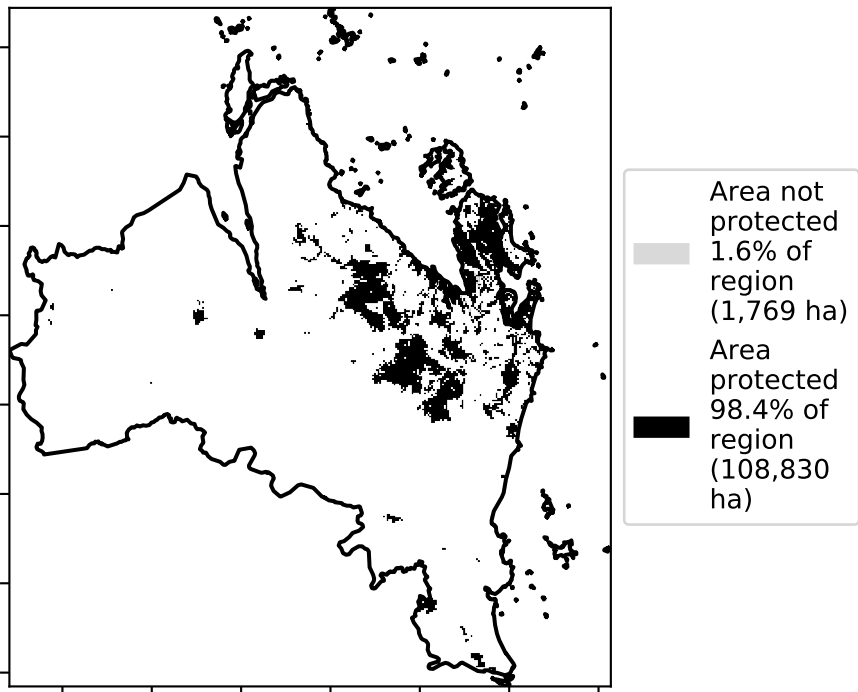 Area not
protected
1.6% of
region
(1,769 ha)
Area
protected
98.4% of
region
(108,830
ha)